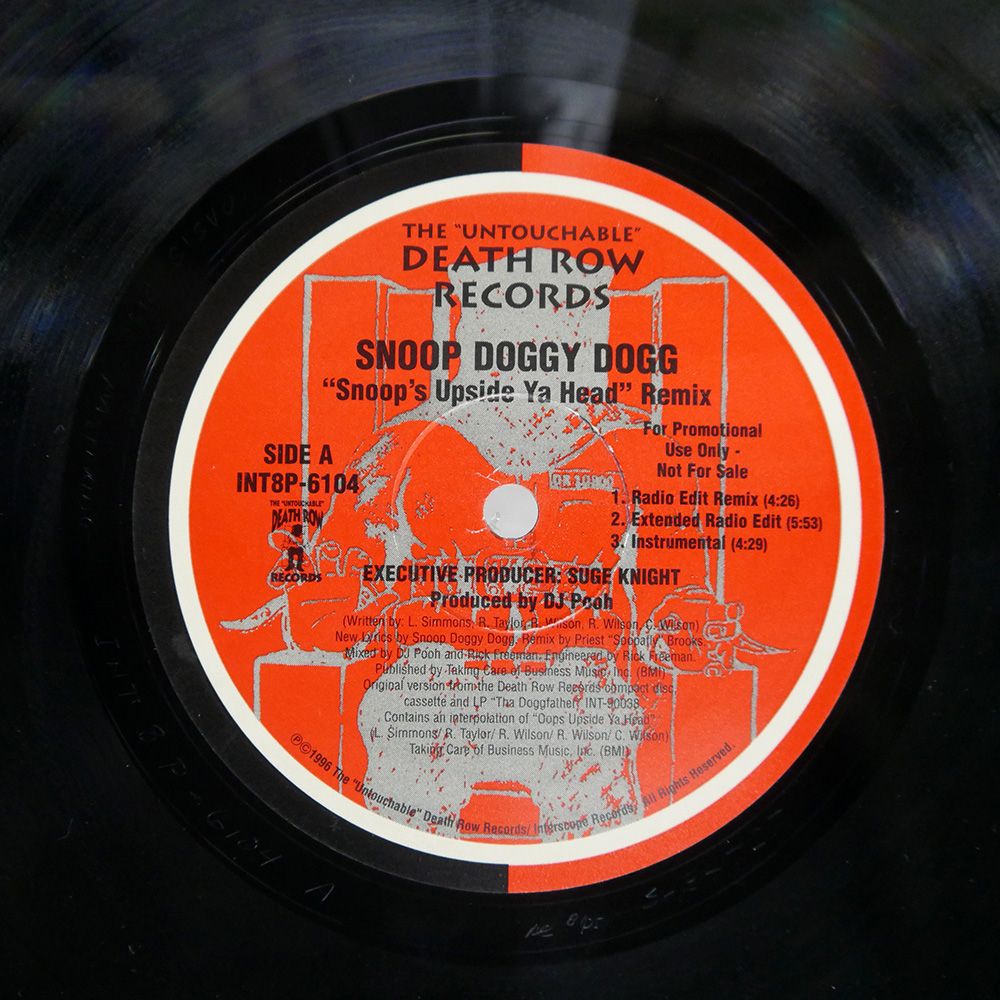 THE "UNTOUCHABLE"
DEATH ROW
RECORDS
SNOOP DOGGY DOGG
"Snoop's Upside Ya Head" Remix
For Promotional
Use Only -
Not For Sale
SIDE A
INT8P-6104
THE "UNTOUCHABLE"
DEATH ROW
RECORDS
1. Radio Edit Remix (4:26)
2. Extended Radio Edit (5:53)
3. Instrumental (4:29)
EXECUTIVE PRODUCER: SUGE KNIGHT
Produced by DJ Pooh
(Written by: L. Simmons, R. Taylor, R. Wilson, R. Wilson, C. Wilson)
New Lyrics by Snoop Doggy Dogg, Remix by Priest "Soopafly" Brooks.
Mixed by DJ Pooh and Rick Freeman. Engineered by Rick Freeman.
Published by Taking Care of Business Music, Inc. (BMI)
Original version from the Death Row Records compact disc,
cassette and LP "Tha Doggfather" INT-90038
Contains an interpolation of "Oops Upside Ya Head"
(L. Simmons/ R. Taylor/ R. Wilson/ R. Wilson/ C. Wilson)
Taking Care of Business Music, Inc. (BMI)
℗©1996 The "Untouchable" Death Row Records/ Interscope Records. All Rights Reserved.